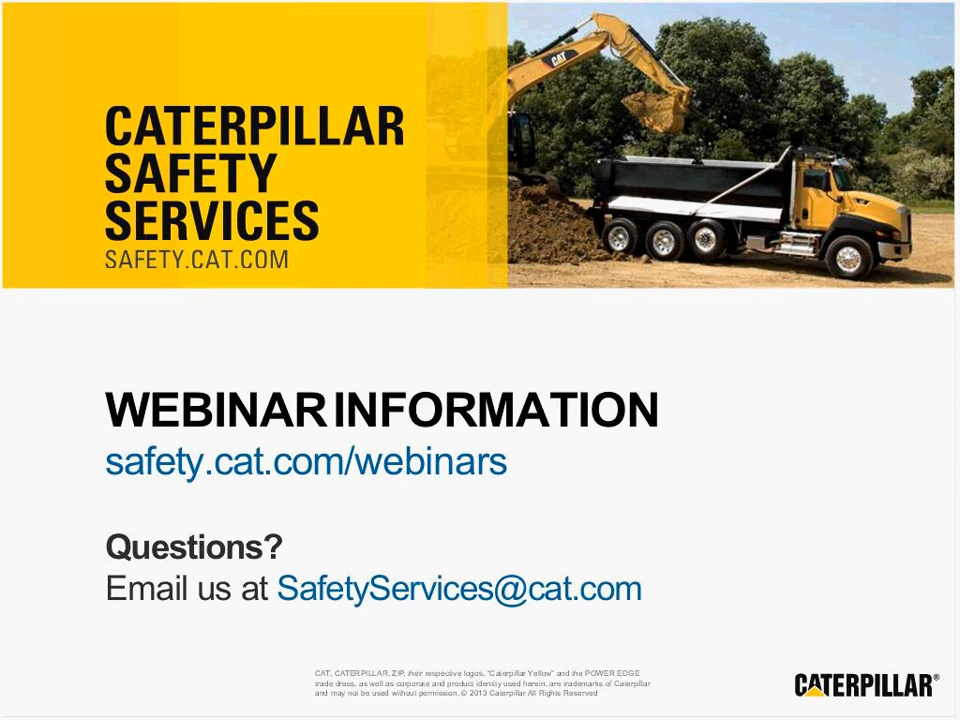 CATERPILLAR
SAFETY
SERVICES
SAFETY.CAT.COM
CAT
WEBINAR INFORMATION
safety.cat.com/webinars
Questions?
Email us at SafetyServices@cat.com
CAT, CATERPILLAR, ZIP, their respective logos, "Caterpillar Yellow" and the POWER EDGE
trade dress, as well as corporate and product identity used herein, are trademarks of Caterpillar
and may not be used without permission. © 2013 Caterpillar All Rights Reserved
CATERPILLAR®